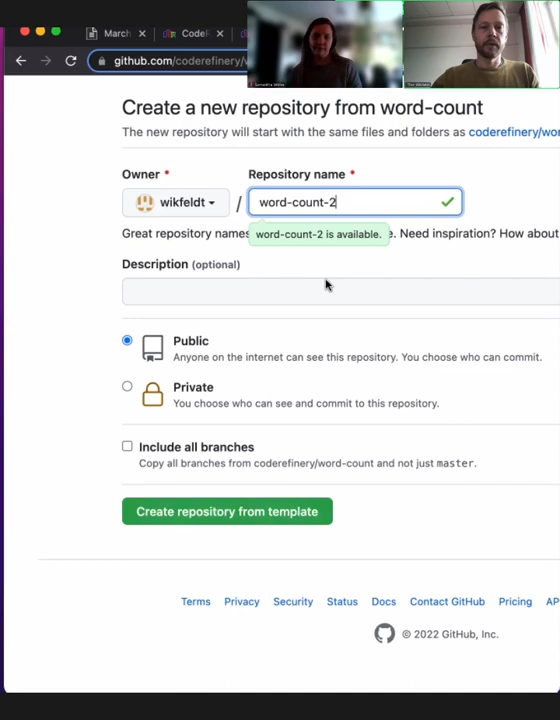 March
CodeR
github.com/coderefinery/w
Create a new repository from word-count
The new repository will start with the same files and folders as coderefinery/wor
Owner *
Repository name *
wikfeldt
/
word-count-2
Great repository names
word-count-2 is available.
e. Need inspiration? How about
Description (optional)
Public
Anyone on the internet can see this repository. You choose who can commit.
Private
You choose who can see and commit to this repository.
Include all branches
Copy all branches from coderefinery/word-count and not just master.
Create repository from template
Terms
Privacy
Security
Status
Docs
Contact GitHub
Pricing
AP
© 2022 GitHub, Inc.